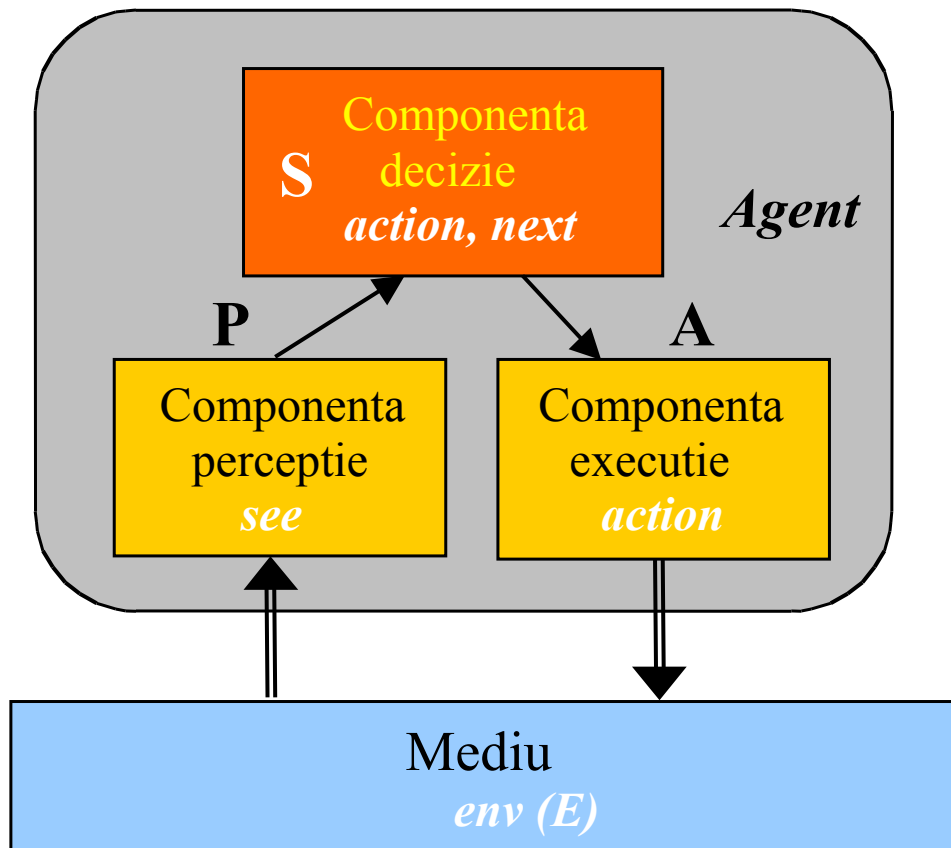 Componenta
S
decizie
action, next
Agent
P
A
Componenta
perceptie
see
Componenta
executie
action
Mediu
env (E)